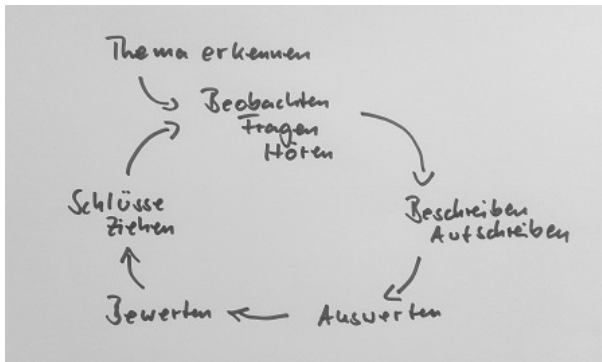 Thema erkennen
Beobachten
Fragen
Hören
Beschreiben
Aufschreiben
Auswerten
Bewerten
Schlüsse
ziehen